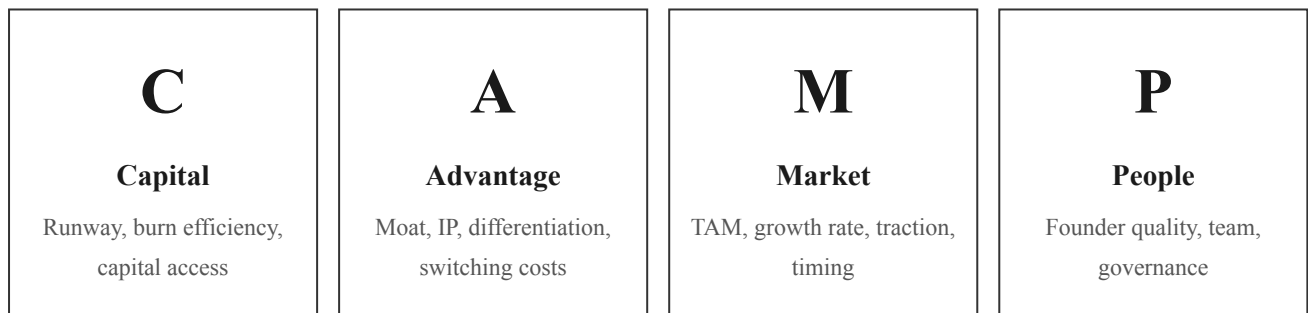 C
Capital
Runway, burn efficiency,
capital access
A
Advantage
Moat, IP, differentiation,
switching costs
M
Market
TAM, growth rate, traction,
timing
P
People
Founder quality, team,
governance